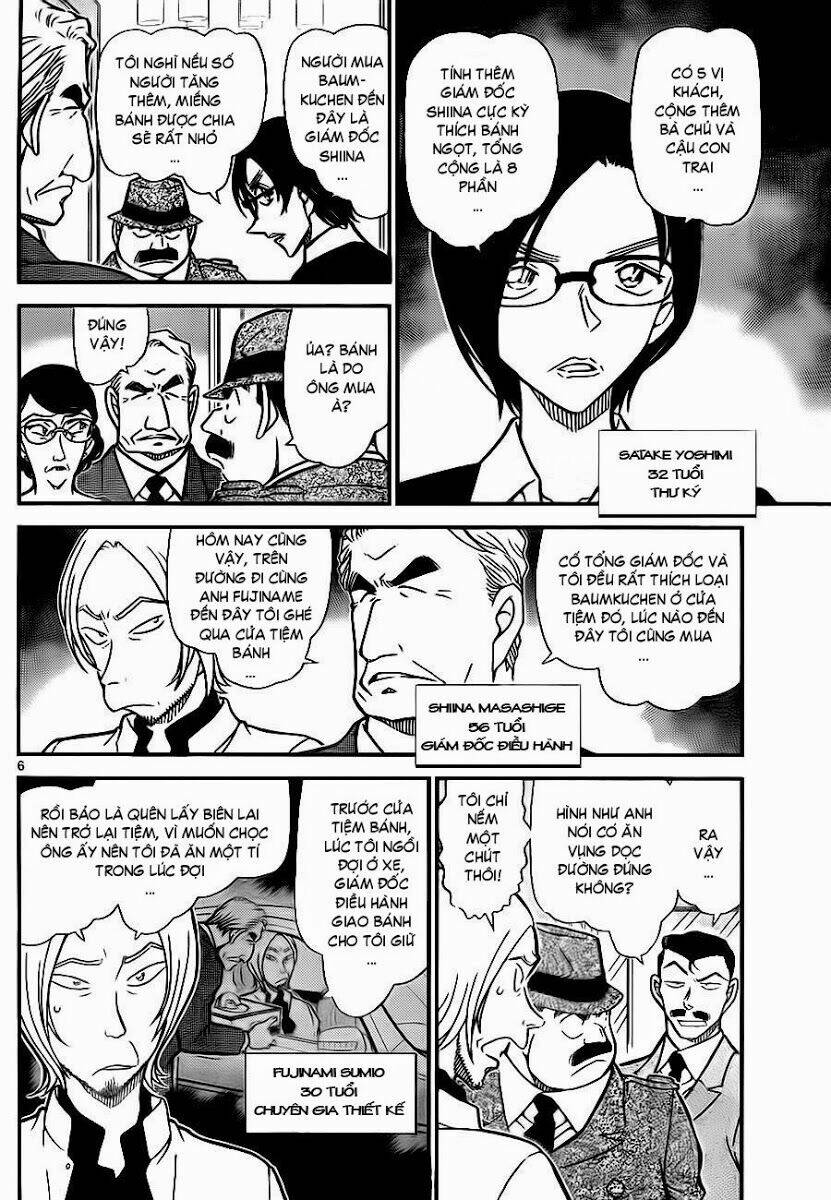 CÓ 5 VỊ
KHÁCH,
CỘNG THÊM
BÀ CHỦ VÀ
CẬU CON
TRAI
...
TÍNH THÊM
GIÁM ĐỐC
SHIINA CỰC KỲ
THÍCH BÁNH
NGỌT, TỔNG
CỘNG LÀ 8
PHẦN
...
SATAKE YOSHIMI
32 TUỔI
THƯ KÝ
NGƯỜI MUA
BAUM-
KUCHEN ĐẾN
ĐÂY LÀ
GIÁM ĐỐC
SHIINA
...
TÔI NGHĨ NẾU SỐ
NGƯỜI TĂNG
THÊM, MIẾNG
BÁNH ĐƯỢC CHIA
SẼ RẤT NHỎ
...
ỦA? BÁNH
LÀ DO
ÔNG MUA
À?
ĐÚNG
VẬY!
CỐ TỔNG GIÁM ĐỐC VÀ
TÔI ĐỀU RẤT THÍCH LOẠI
BAUMKUCHEN Ở CỬA
TIỆM ĐÓ, LÚC NÀO ĐẾN
ĐÂY TÔI CŨNG MUA
...
SHIINA MASASHIGE
56 TUỔI
GIÁM ĐỐC ĐIỀU HÀNH
HÔM NAY CŨNG
VẬY, TRÊN
ĐƯỜNG ĐI CÙNG
ANH FUJINAME
ĐẾN ĐÂY TÔI GHÉ
QUA CỬA TIỆM
BÁNH
...
6
RA
VẬY
...
HÌNH NHƯ ANH
NÓI CÓ ĂN
VỤNG DỌC
ĐƯỜNG ĐÚNG
KHÔNG?
TÔI CHỈ
NẾM
MỘT
CHÚT
THÔI!
TRƯỚC CỬA
TIỆM BÁNH,
LÚC TÔI NGỒI
ĐỢI Ở XE,
GIÁM ĐỐC
ĐIỀU HÀNH
GIAO BÁNH
CHO TÔI GIỮ
...
RỒI BẢO LÀ QUÊN LẤY BIÊN LAI
NÊN TRỞ LẠI TIỆM, VÌ MUỐN CHỌC
ÔNG ẤY NÊN TÔI ĐÃ ĂN MỘT TÍ
TRONG LÚC ĐỢI
FUJINAMI SUMIO
30 TUỔI
CHUYÊN GIA THIẾT KẾ